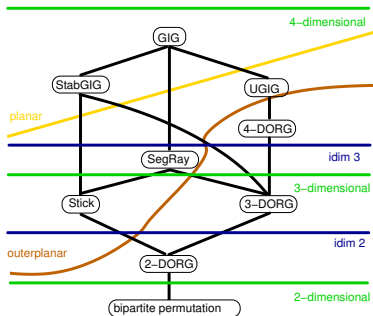 4−dimensional
GIG
StabGIG
UGIG
planar
4−DORG
idim 3
SegRay
3−dimensional
Stick
3−DORG
idim 2
outerplanar
2−DORG
2−dimensional
bipartite permutation